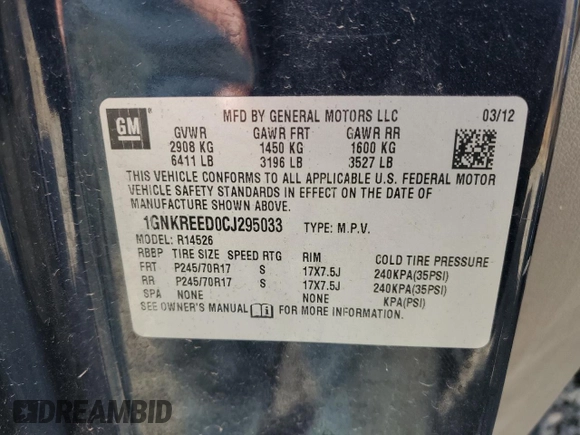 GM
MFD BY GENERAL MOTORS LLC 03/12
GVWR GAWR FRT GAWR RR
2908 KG 1450 KG 1600 KG
6411 LB 3196 LB 3527 LB
THIS VEHICLE CONFORMS TO ALL APPLICABLE U.S. FEDERAL MOTOR
VEHICLE SAFETY STANDARDS IN EFFECT ON THE DATE OF
MANUFACTURE SHOWN ABOVE.
1GNKREED0CJ295033 TYPE: M.P.V.
MODEL: R14526
RBBP TIRE SIZE SPEED RTG RIM COLD TIRE PRESSURE
FRT P245/70R17 S 17X7.5J 240KPA(35PSI)
RR P245/70R17 S 17X7.5J 240KPA(35PSI)
SPA NONE NONE KPA(PSI)
SEE OWNER'S MANUAL FOR MORE INFORMATION.
DREAMBID